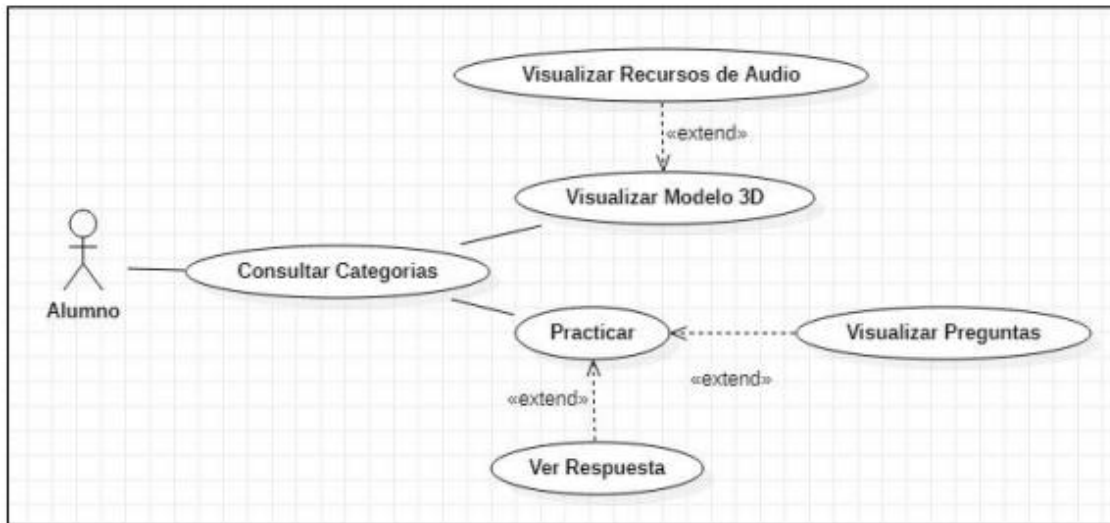 Visualizar Recursos de Audio
«extend»
Visualizar Modelo 3D
Consultar Categorias
Alumno
Practicar
Visualizar Preguntas
«extend»
«extend»
Ver Respuesta